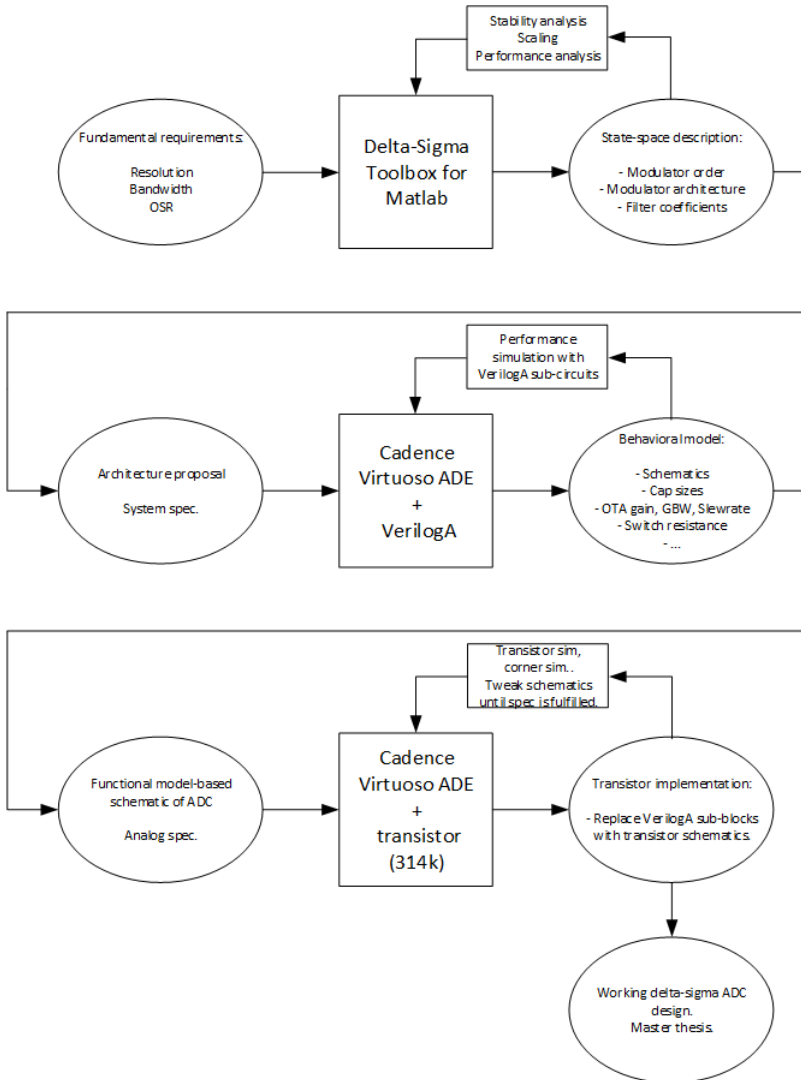 Stability analysis
Scaling
Performance analysis
Fundamental requirements:
Resolution
Bandwidth
OSR
Delta-Sigma
Toolbox for
Matlab
State-space description:
- Modulator order
- Modulator architecture
- Filter coefficients
Performance
simulation with
VerilogA sub-circuits
Architecture proposal
System spec.
Cadence
Virtuoso ADE
+
VerilogA
Behavioral model:
- Schematics
- Cap sizes
- OTA gain, GBW, Slewrate
- Switch resistance
- ...
Transistor sim,
corner sim..
Tweak schematics
until spec is fulfilled.
Functional model-based
schematic of ADC
Analog spec.
Cadence
Virtuoso ADE
+
transistor
(314k)
Transistor implementation:
- Replace VerilogA sub-blocks
with transistor schematics.
Working delta-sigma ADC
design.
Master thesis.